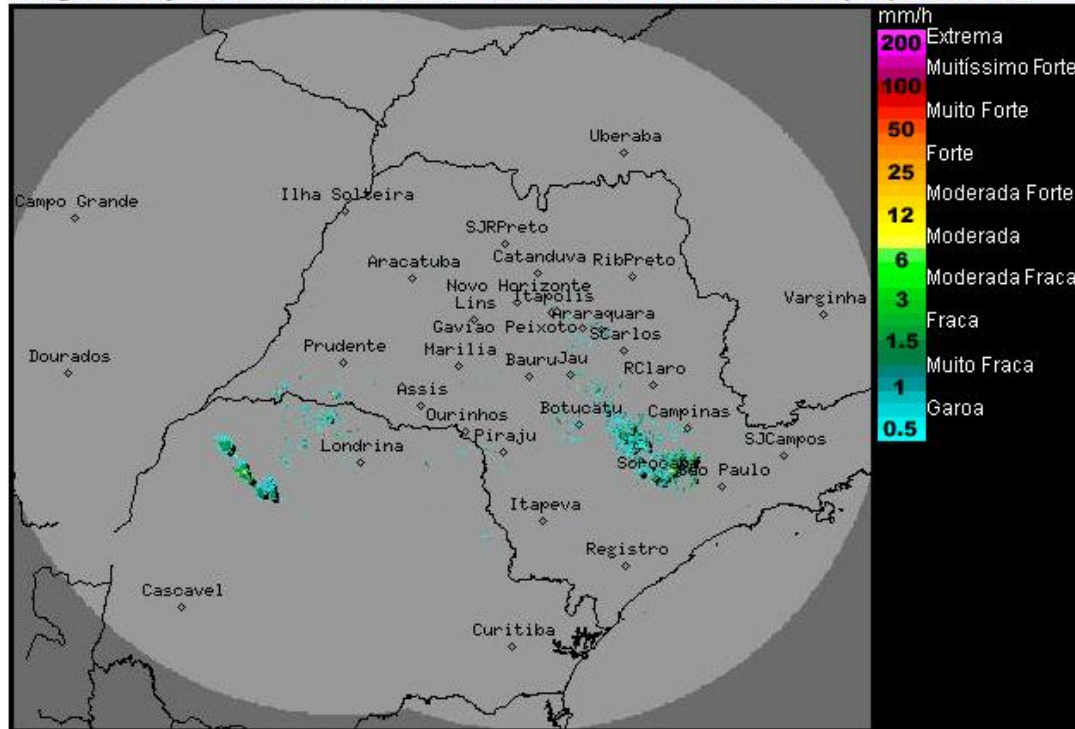 mm/h
200 Extrema
Muitíssimo Forte
100
Muito Forte
50
Forte
25
Moderada Forte
12
Moderada
6
Moderada Fraca
3
Fraca
1.5
Muito Fraca
1
Garoa
0.5
Uberaba
Ilha Solteira
Campo Grande
SJRPreto
Catanduva
RibPreto
Aracatuba
Novo Horizonte
Itapolis
Lins
Araraquara
Varginha
Gaviao Peixoto
SCarlos
Prudente
Marilia
Dourados
Bauru
Jau
RClaro
Assis
Ourinhos
Botucatu
Campinas
Piraju
SJCampos
Londrina
Sorocaba
Sao Paulo
Itapeva
Registro
Cascavel
Curitiba